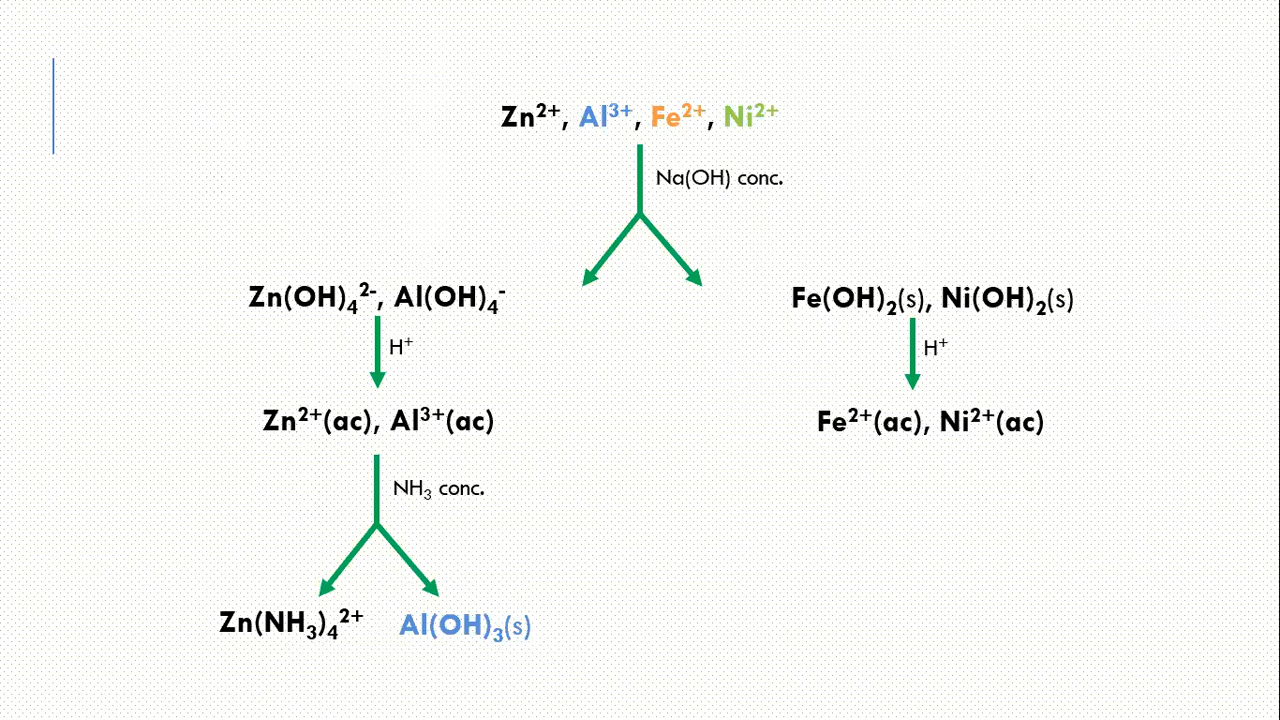 Zn²⁺, Al³⁺, Fe²⁺, Ni²⁺
Na(OH) conc.
Zn(OH)₄²⁻, Al(OH)₄⁻
Fe(OH)₂(s), Ni(OH)₂(s)
H⁺
H⁺
Zn²⁺(ac), Al³⁺(ac)
Fe²⁺(ac), Ni²⁺(ac)
NH₃ conc.
Zn(NH₃)₄²⁺
Al(OH)₃(s)